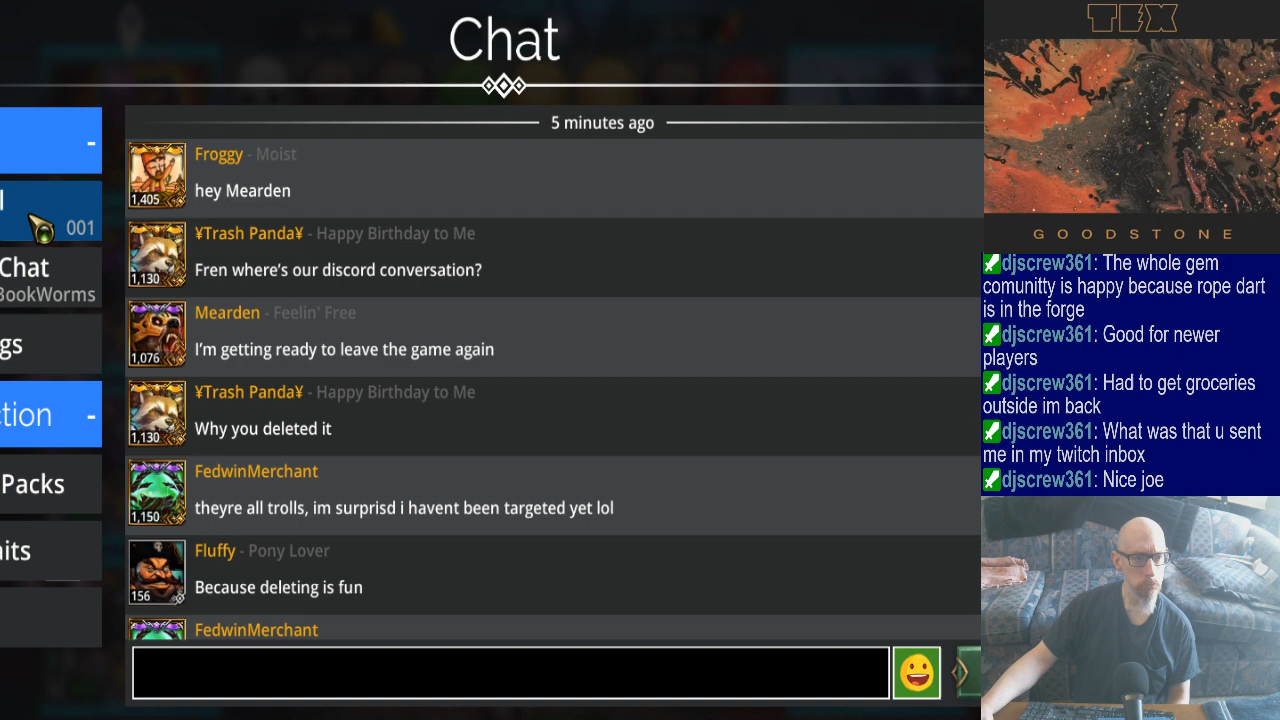 Chat
5 minutes ago
-
l
001
Chat
BookWorms
gs
ction -
Packs
aits
Froggy - Moist
hey Mearden
1,405
¥Trash Panda¥ - Happy Birthday to Me
Fren where's our discord conversation?
1,130
Mearden - Feelin' Free
I'm getting ready to leave the game again
1,076
¥Trash Panda¥ - Happy Birthday to Me
Why you deleted it
1,130
FedwinMerchant
theyre all trolls, im surprisd i havent been targeted yet lol
1,150
Fluffy - Pony Lover
Because deleting is fun
156
FedwinMerchant
TEX
GOODSTONE
djscrew361: The whole gem
comunitty is happy because rope dart
is in the forge
djscrew361: Good for newer
players
djscrew361: Had to get groceries
outside im back
djscrew361: What was that u sent
me in my twitch inbox
djscrew361: Nice joe